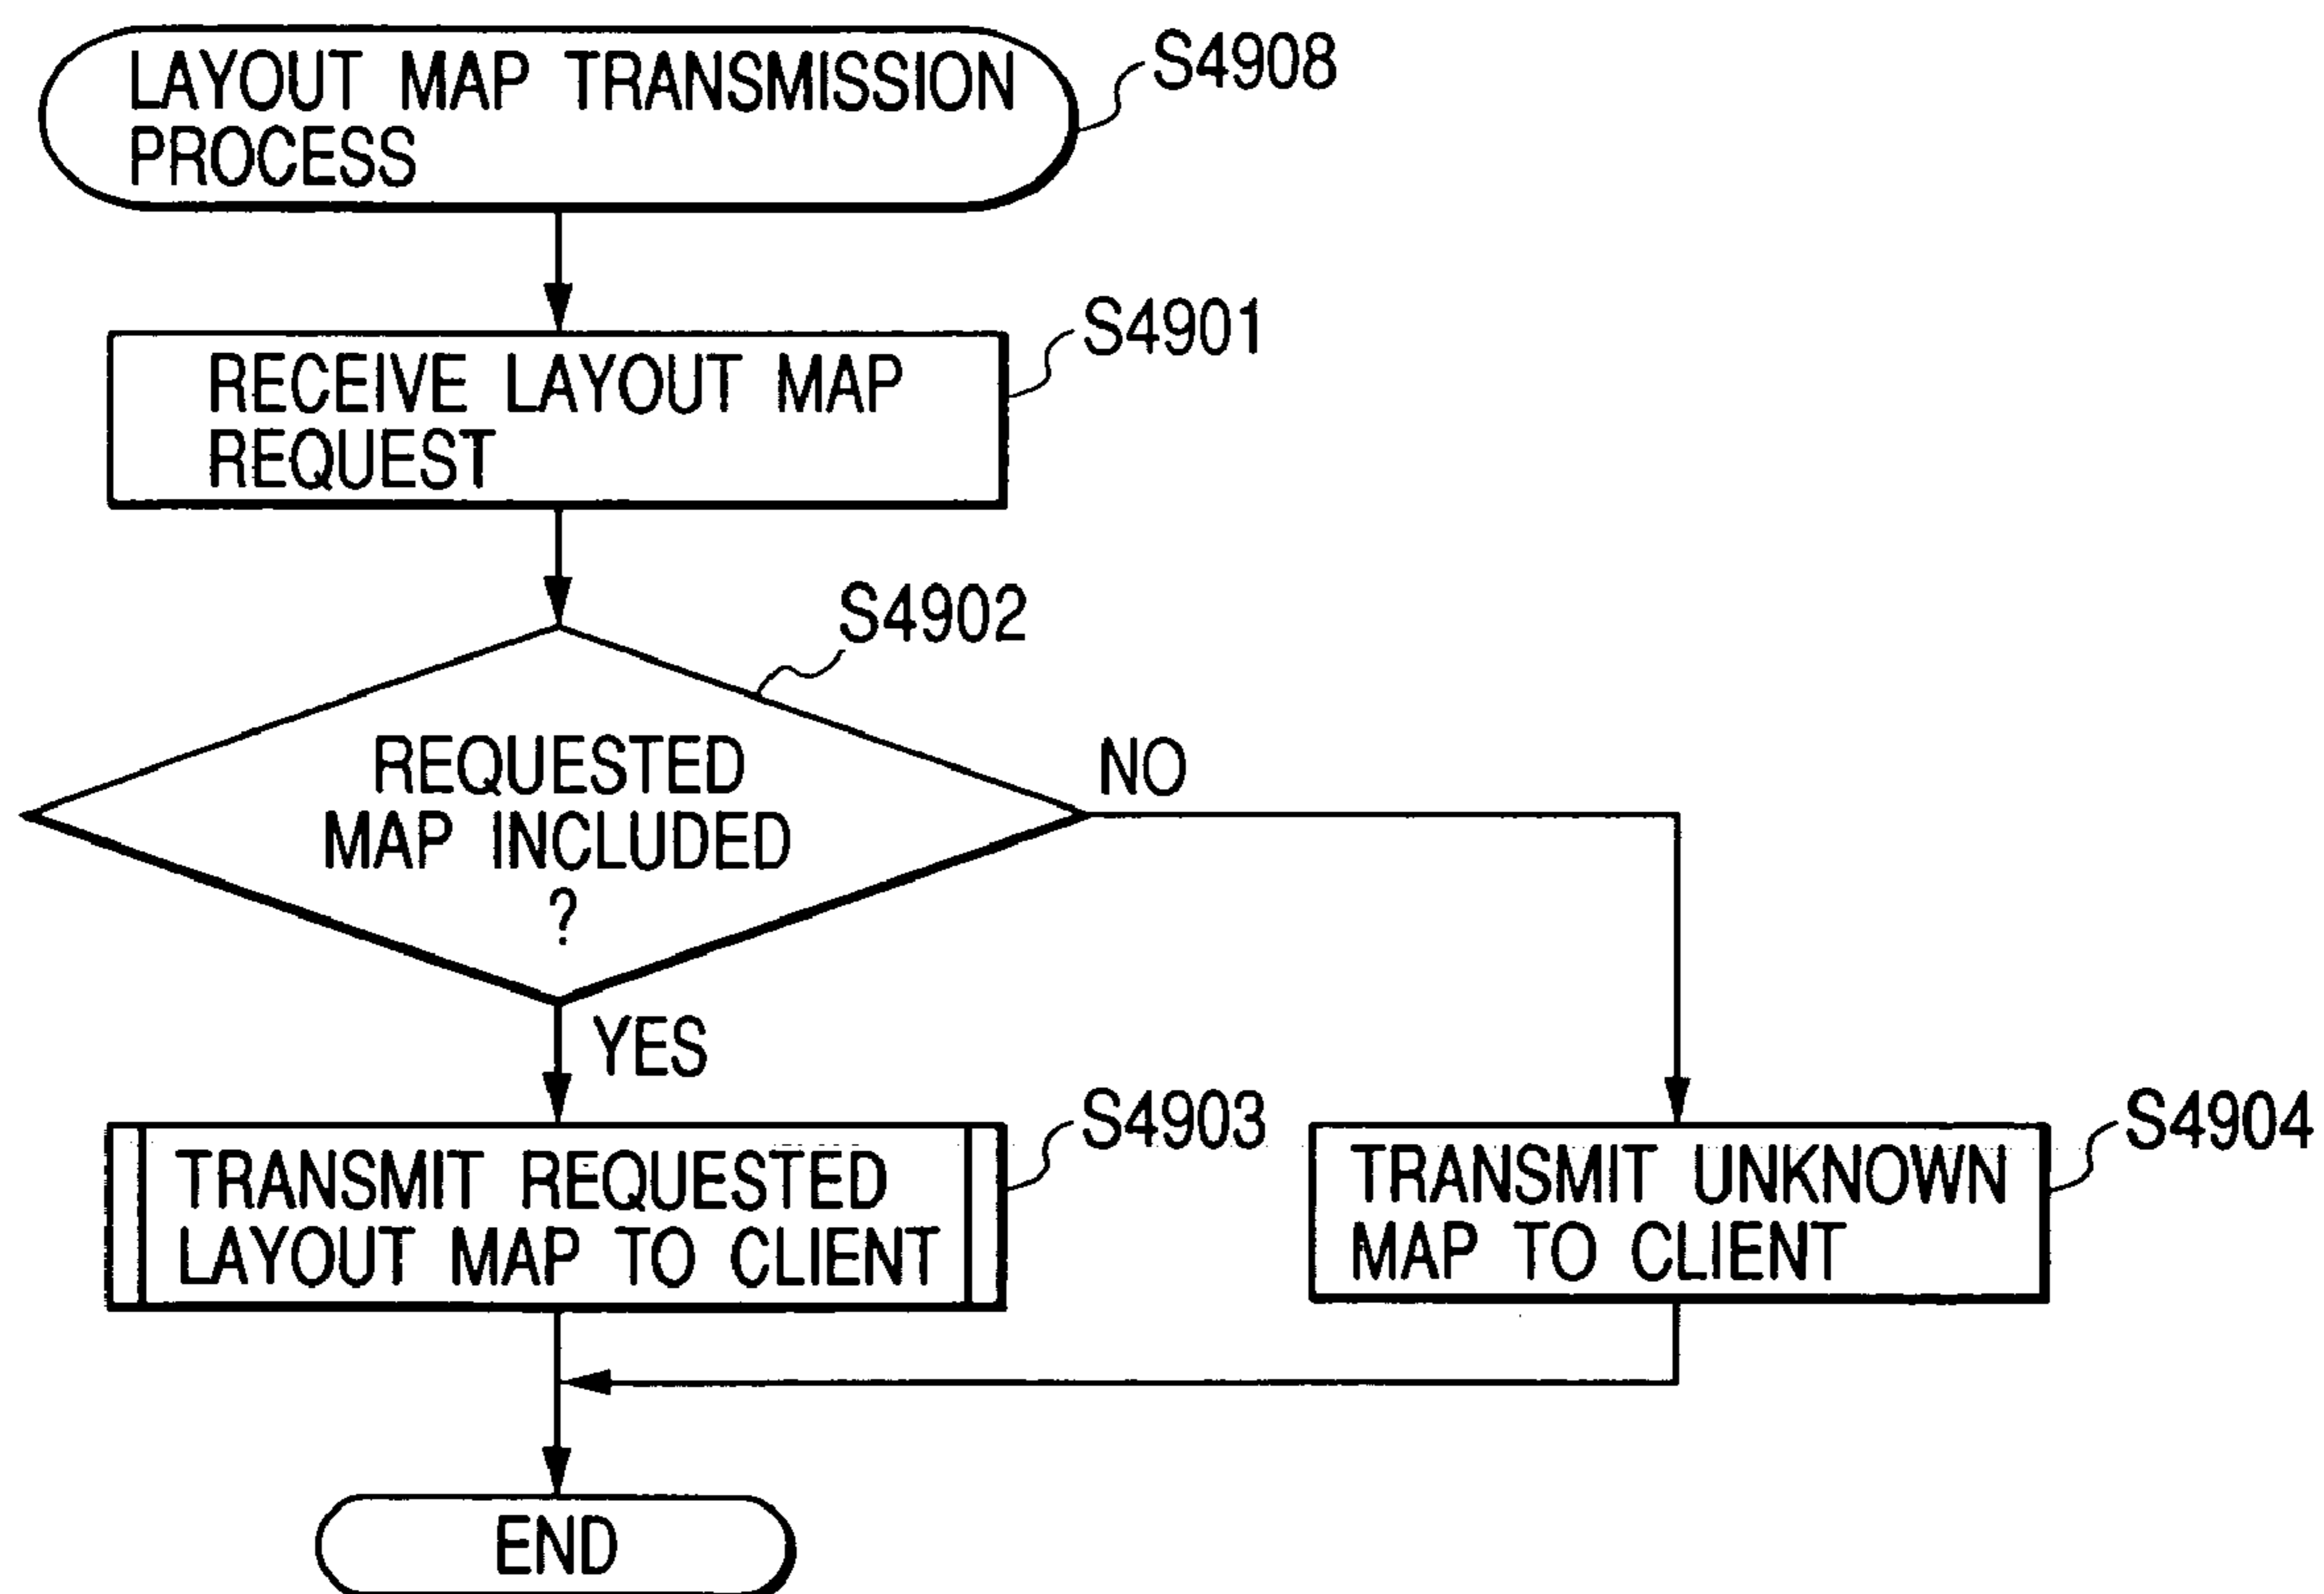 LAYOUT MAP TRANSMISSION
PROCESS
S4908
RECEIVE LAYOUT MAP
REQUEST
S4901
S4902
REQUESTED
MAP INCLUDED
?
NO
YES
TRANSMIT REQUESTED
LAYOUT MAP TO CLIENT
S4903
TRANSMIT UNKNOWN
MAP TO CLIENT
S4904
END